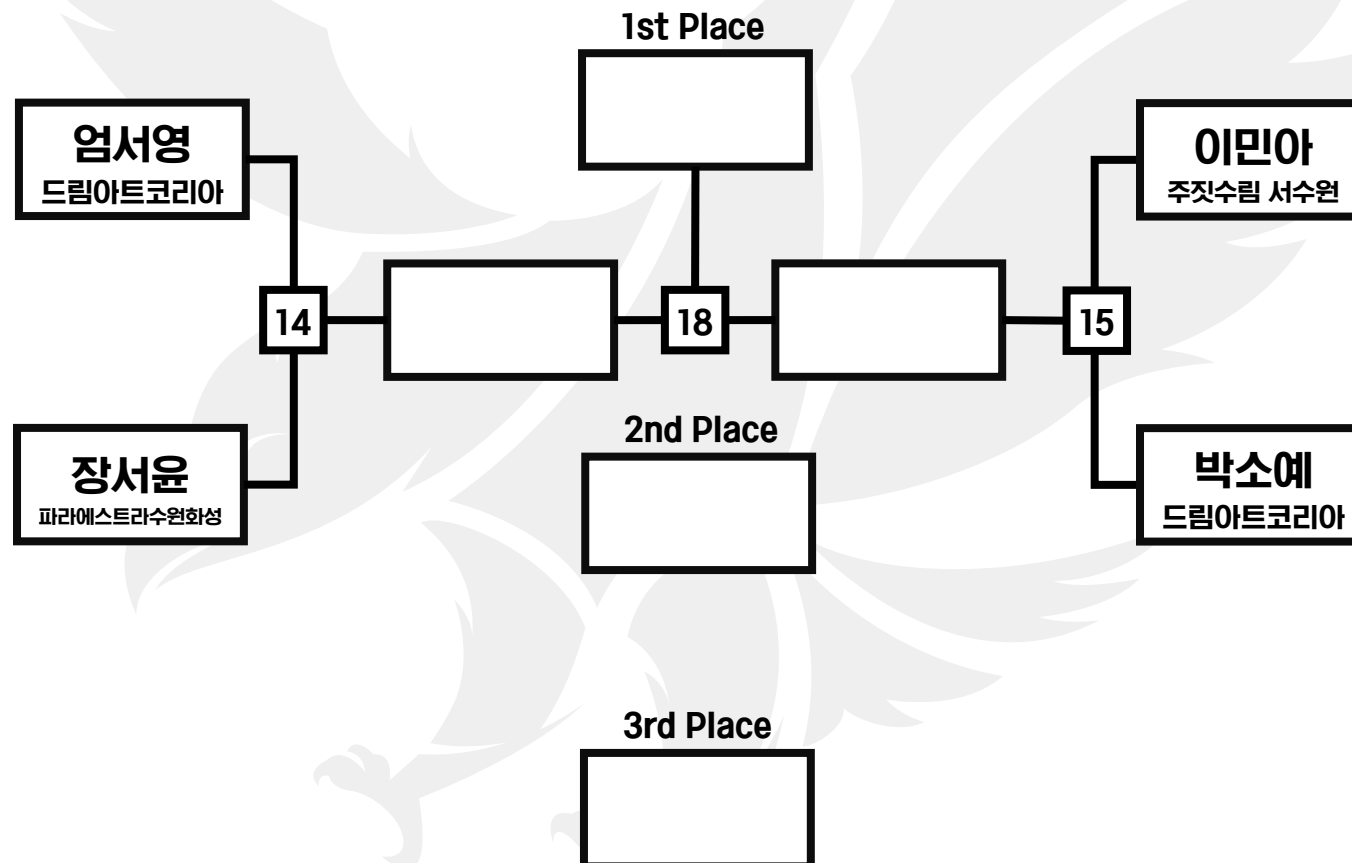 1st Place
엄서영
드림아트코리아
이민아
주짓수림 서수원
14
18
15
장서윤
파라에스트라수원화성
2nd Place
박소예
드림아트코리아
3rd Place